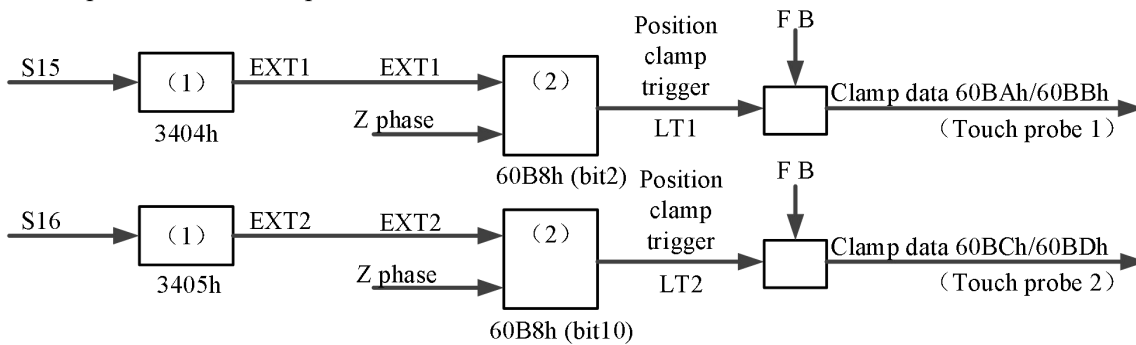 Position
clamp
trigger
F B
S15
(1)
EXT1
EXT1
(2)
Clamp data 60BAh/60BBh
Z phase
LT1
(Touch probe 1)
3404h
60B8h (bit2)
Position
clamp
trigger
F B
S16
(1)
EXT2
EXT2
(2)
Clamp data 60BCh/60BDh
Z phase
LT2
(Touch probe 2)
3405h
60B8h (bit10)